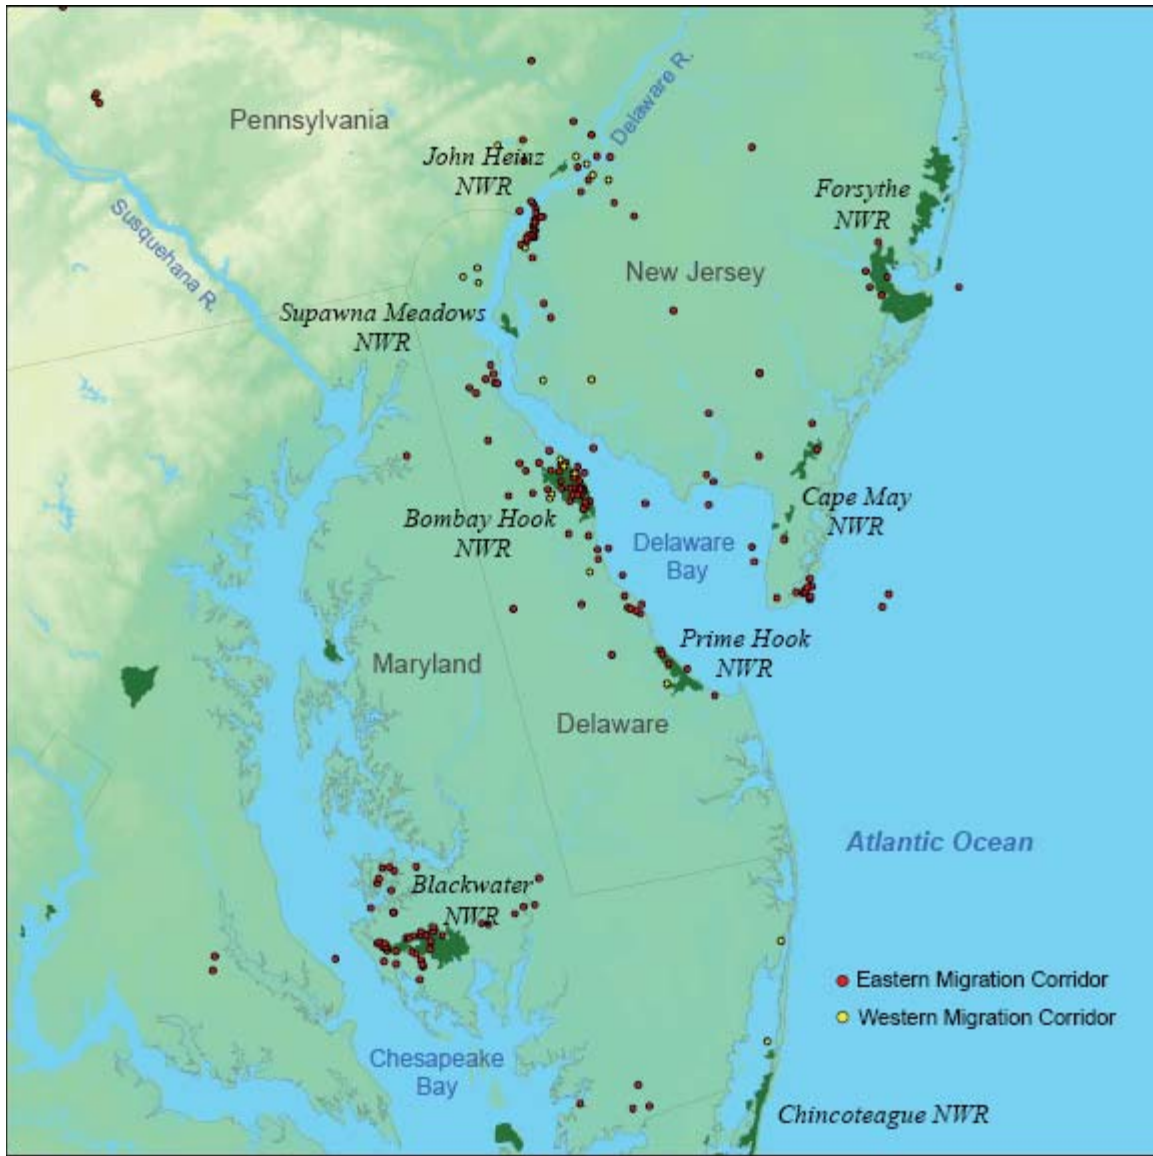 Pennsylvania
Delaware R.
John Heinz
NWR
Forsythe
NWR
Susquehana R.
New Jersey
Supawna Meadows
NWR
Cape May
NWR
Bombay Hook
NWR
Delaware
Bay
Prime Hook
NWR
Maryland
Delaware
Atlantic Ocean
Blackwater
NWR
Eastern Migration Corridor
Western Migration Corridor
Chesapeake
Bay
Chincoteague NWR